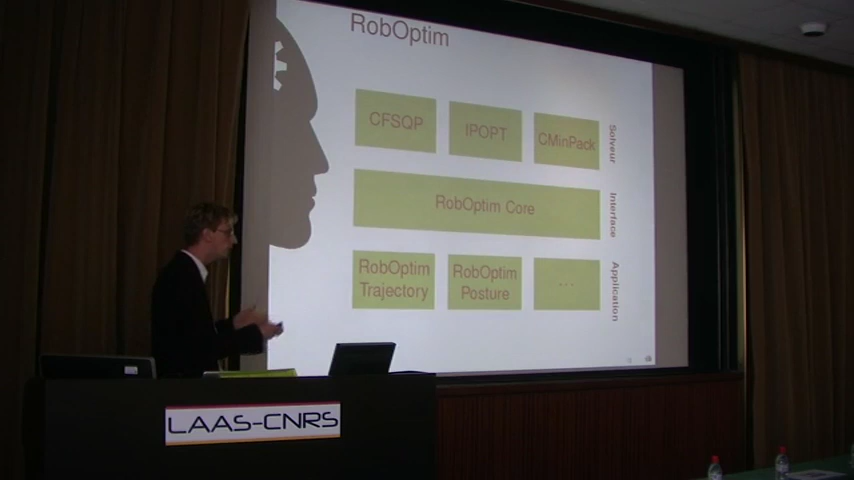 RobOptim
CFSQP
IPOPT
CMinPack
Solveur
RobOptim Core
Interface
RobOptim
Trajectory
RobOptim
Posture
...
Application
LAAS-CNRS